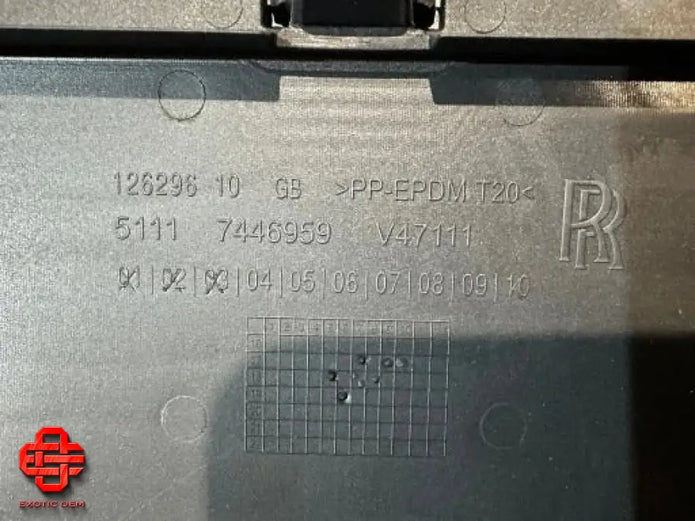 126296 10 GB >PP-EPDM T20<
5111 7446959 V47111
RR
01|02|03|04|05|06|07|08|09|10
EXOTIC OEM